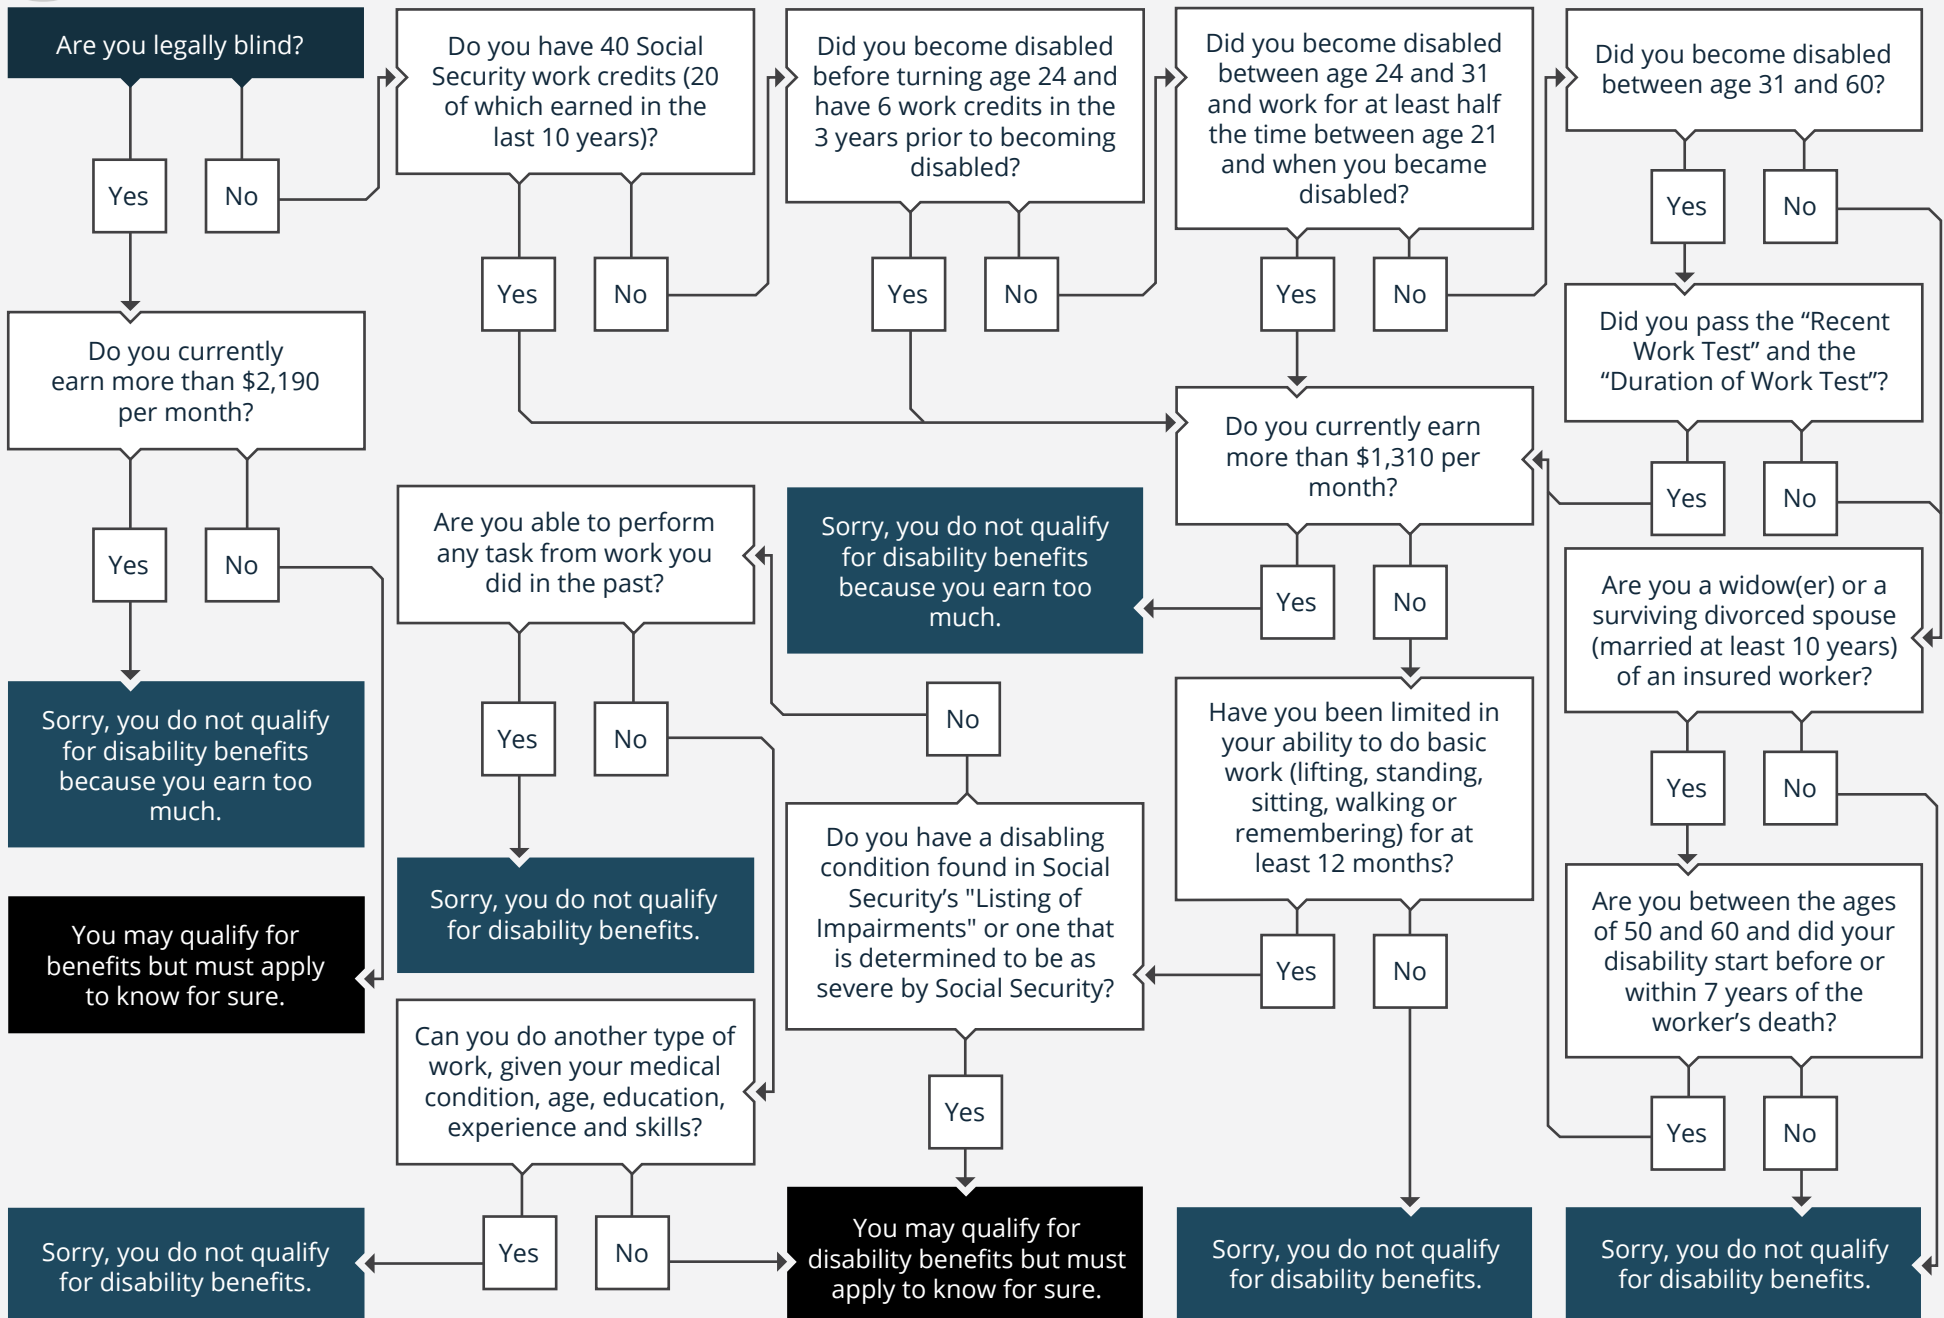 Are you legally blind?
Yes
No
Do you currently
earn more than $2,190
per month?
Yes
No
Sorry, you do not qualify
for disability benefits
because you earn too
much.
You may qualify for
benefits but must apply
to know for sure.
Do you have 40 Social
Security work credits (20
of which earned in the
last 10 years)?
Yes
No
Did you become disabled
before turning age 24 and
have 6 work credits in the
3 years prior to becoming
disabled?
Yes
No
Did you become disabled
between age 24 and 31
and work for at least half
the time between age 21
and when you became
disabled?
Yes
No
Did you become disabled
between age 31 and 60?
Yes
No
Did you pass the “Recent
Work Test” and the
“Duration of Work Test”?
Yes
No
Are you a widow(er) or a
surviving divorced spouse
(married at least 10 years)
of an insured worker?
Yes
No
Are you between the ages
of 50 and 60 and did your
disability start before or
within 7 years of the
worker’s death?
Yes
No
Sorry, you do not qualify
for disability benefits.
Do you currently earn
more than $1,310 per
month?
Yes
No
Sorry, you do not qualify
for disability benefits
because you earn too
much.
Have you been limited in
your ability to do basic
work (lifting, standing,
sitting, walking or
remembering) for at
least 12 months?
Yes
No
Sorry, you do not qualify
for disability benefits.
No
Do you have a disabling
condition found in Social
Security’s "Listing of
Impairments" or one that
is determined to be as
severe by Social Security?
Yes
You may qualify for
disability benefits but must
apply to know for sure.
Are you able to perform
any task from work you
did in the past?
Yes
No
Sorry, you do not qualify
for disability benefits.
Can you do another type of
work, given your medical
condition, age, education,
experience and skills?
Yes
No
Sorry, you do not qualify
for disability benefits.